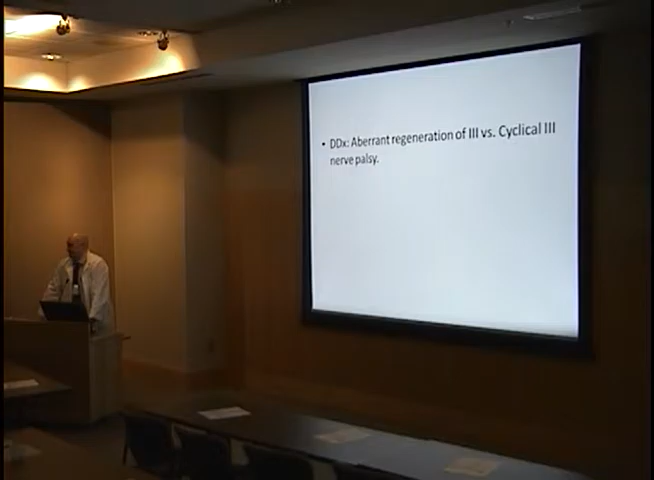 • DDx: Aberrant regeneration of III vs. Cyclical III
nerve palsy.